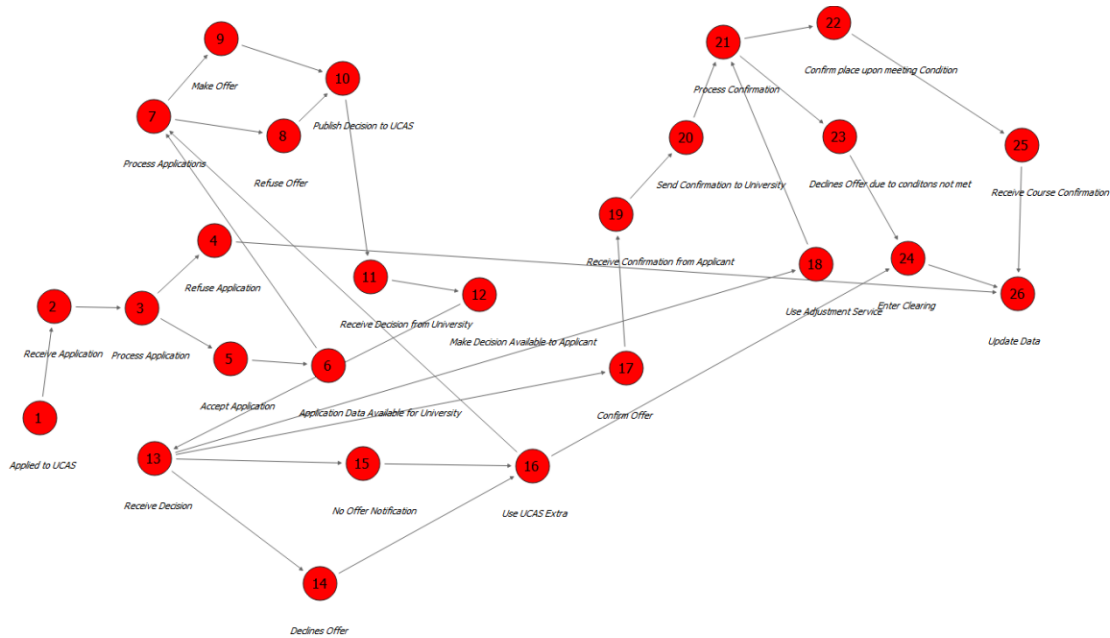 9
Make Offer
10
Publish Decision to UCAS
7
Process Applications
8
Refuse Offer
4
Refuse Application
2
Receive Application
3
Process Application
5
Accept Application
6
Application Data Available for University
1
Applied to UCAS
11
Receive Decision from University
12
Make Decision Available to Applicant
13
Receive Decision
15
No Offer Notification
16
Use UCAS Extra
14
Declines Offer
21
Process Confirmation
22
Confirm place upon meeting Condition
20
Send Confirmation to University
23
Declines Offer due to conditons not met
25
Receive Course Confirmation
19
Receive Confirmation from Applicant
18
Use Adjustment Service
24
Enter Clearing
26
Update Data
17
Confirm Offer